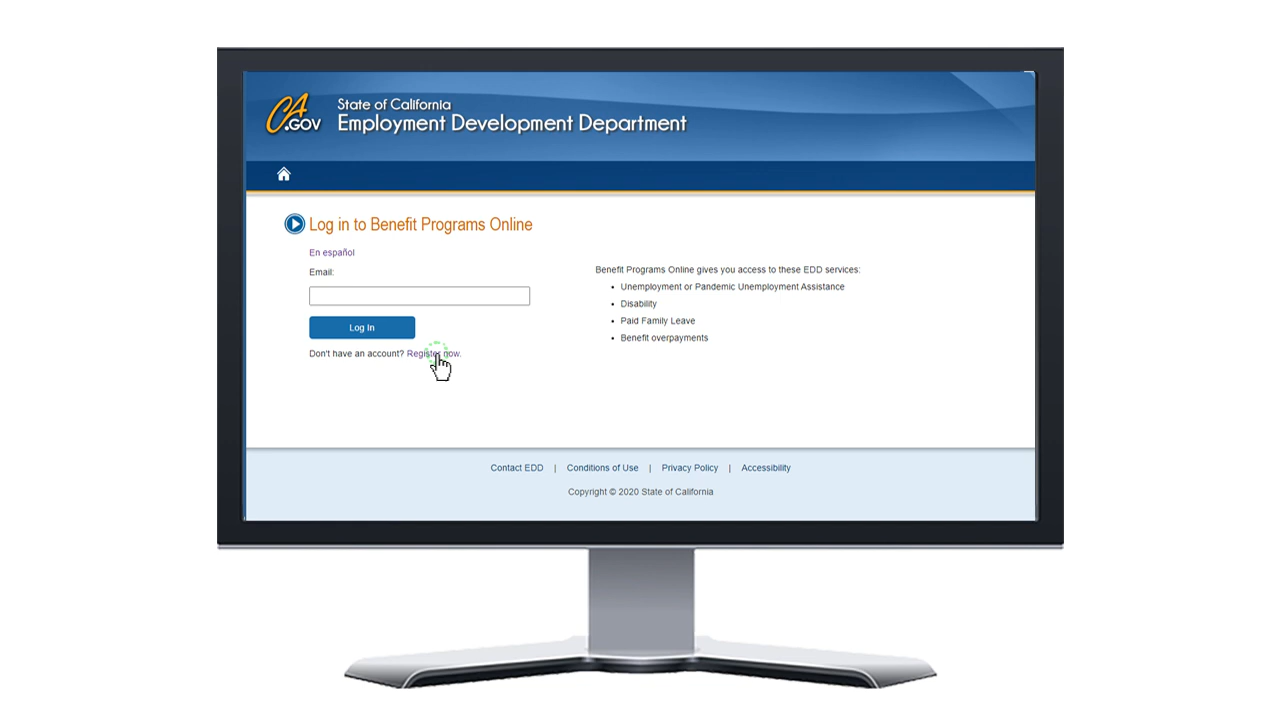 CA.GOV
State of California
Employment Development Department
Log in to Benefit Programs Online
En español
Email:
Log In
Don't have an account? Register now.
Benefit Programs Online gives you access to these EDD services:
• Unemployment or Pandemic Unemployment Assistance
• Disability
• Paid Family Leave
• Benefit overpayments
Contact EDD | Conditions of Use | Privacy Policy | Accessibility
Copyright © 2020 State of California